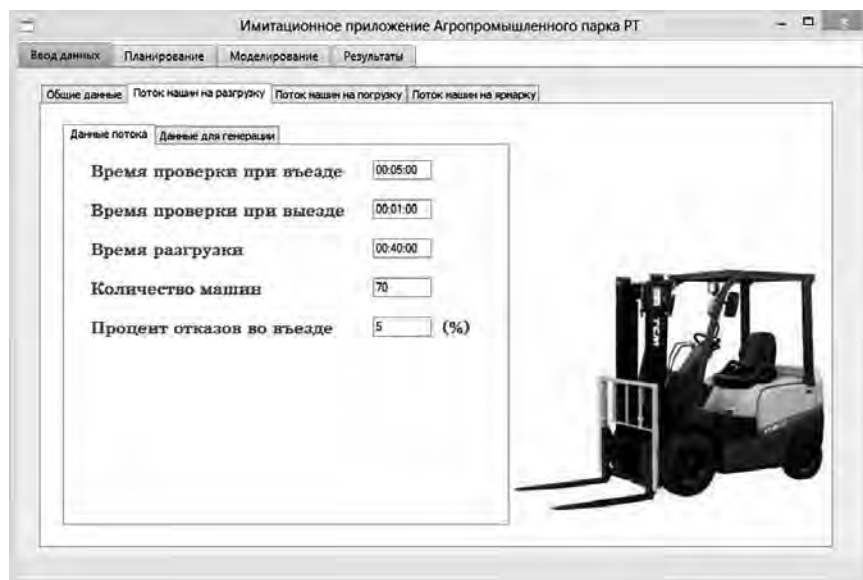 Имитационное приложение Агропромышленного парка РТ
Ввод данных Планирование Моделирование Результаты
Общие данные Поток машин на разгрузку Поток машин на погрузку Поток машин на ярмарку
Данные потока Данные для генерации
Время проверки при въезде 00:05:00
Время проверки при выезде 00:01:00
Время разгрузки 00:40:00
Количество машин 70
Процент отказов во въезде 5 (%)
TCM